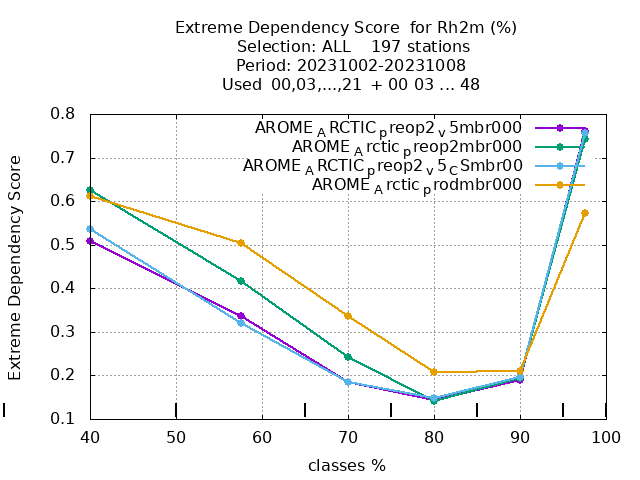 Extreme Dependency Score for Rh2m (%)
Selection: ALL 197 stations
Period: 20231002-20231008
Used 00,03,...,21 + 00 03 ... 48
AROME_ARCTIC_preop2_v5mbr000
AROME_Arctic_preop2mbr000
AROME_ARCTIC_preop2_v5_CSmbr00
AROME_Arctic_prodmbr000
Extreme Dependency Score
0.8
0.7
0.6
0.5
0.4
0.3
0.2
0.1
40 50 60 70 80 90 100
classes %